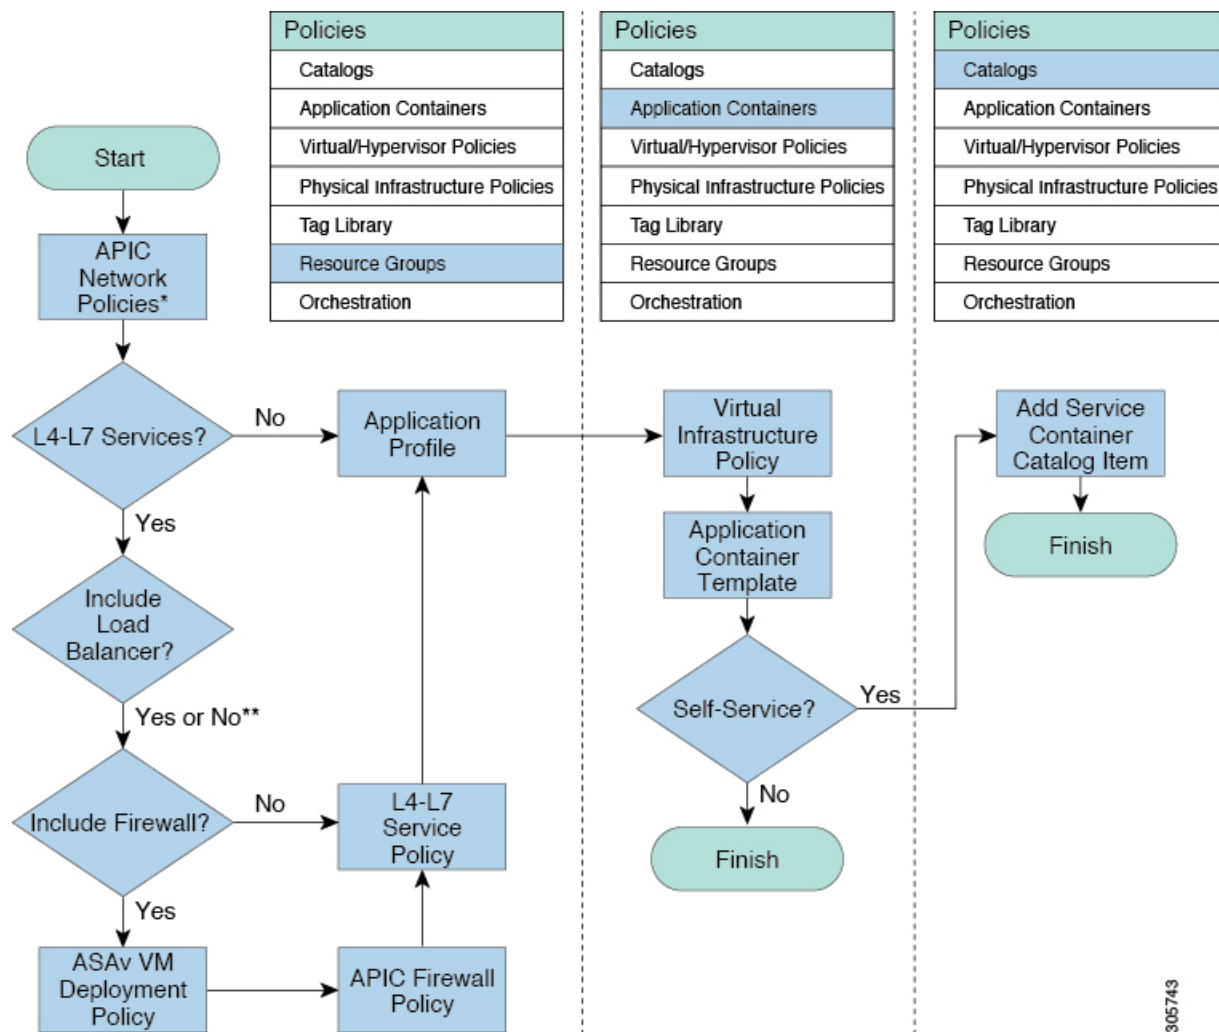 Policies
Catalogs
Application Containers
Virtual/Hypervisor Policies
Physical Infrastructure Policies
Tag Library
Resource Groups
Orchestration
Policies
Catalogs
Application Containers
Virtual/Hypervisor Policies
Physical Infrastructure Policies
Tag Library
Resource Groups
Orchestration
Policies
Catalogs
Application Containers
Virtual/Hypervisor Policies
Physical Infrastructure Policies
Tag Library
Resource Groups
Orchestration
Start
APIC
Network
Policies*
L4-L7 Services?
No
Application
Profile
Yes
Include
Load
Balancer?
Yes or No**
Include Firewall?
No
L4-L7
Service
Policy
Yes
ASAv VM
Deployment
Policy
APIC Firewall
Policy
Virtual
Infrastructure
Policy
Application
Container
Template
Self-Service?
Yes
No
Finish
Add Service
Container
Catalog Item
Finish
305743